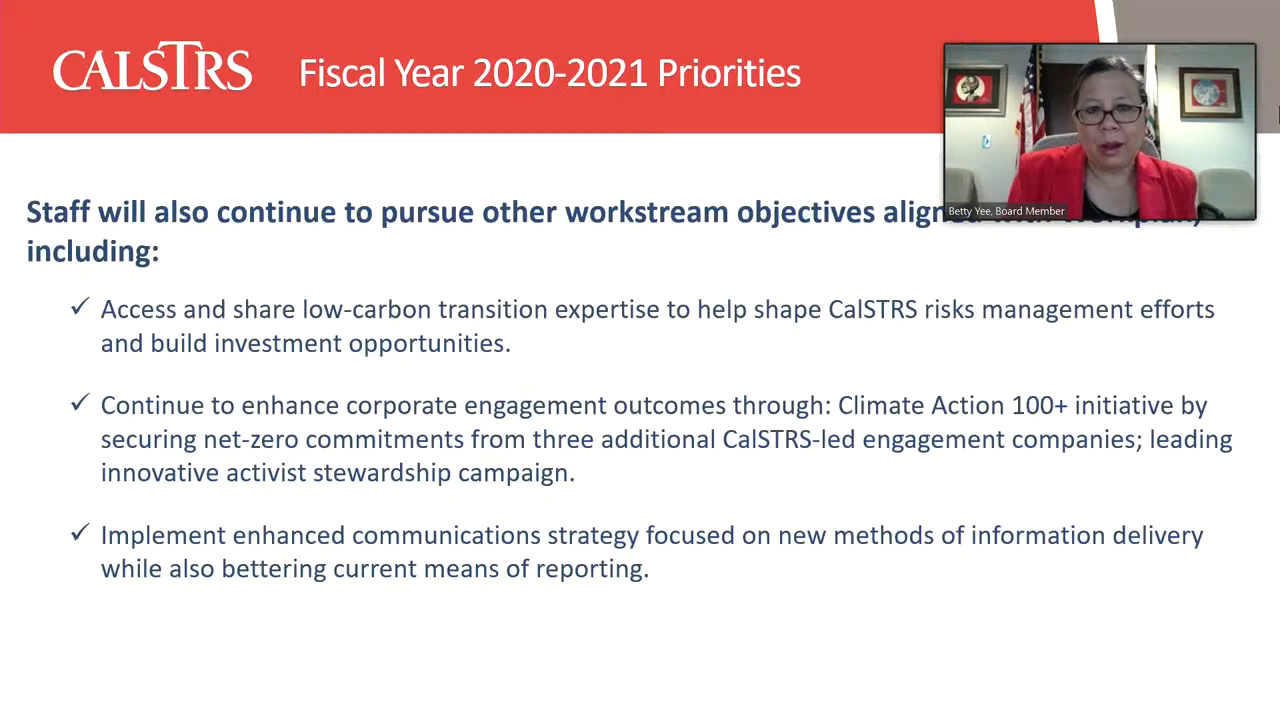 CALSTRS
Fiscal Year 2020-2021 Priorities
Betty Yee, Board Member
Staff will also continue to pursue other workstream objectives aligned with Workplan,
including:
✓ Access and share low-carbon transition expertise to help shape CalSTRS risks management efforts
and build investment opportunities.
✓ Continue to enhance corporate engagement outcomes through: Climate Action 100+ initiative by
securing net-zero commitments from three additional CalSTRS-led engagement companies; leading
innovative activist stewardship campaign.
✓ Implement enhanced communications strategy focused on new methods of information delivery
while also bettering current means of reporting.